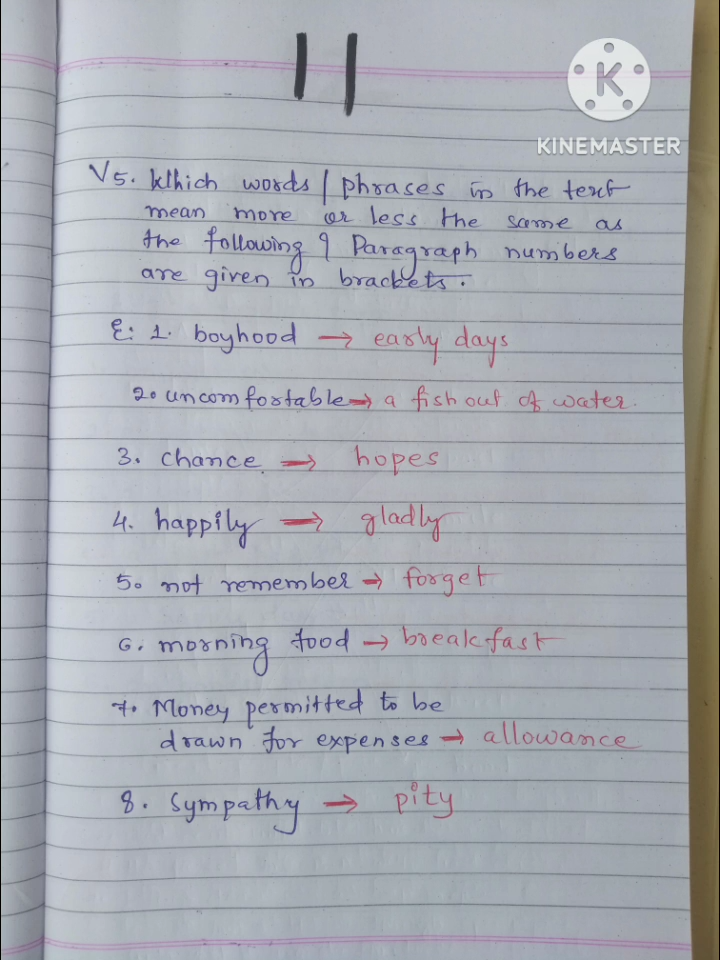 11
K
KINEMASTER
V5. Which words / phrases in the text
mean more or less the same as
the following ? Paragraph numbers
are given in brackets.
E: 1. boyhood → early days
2. uncomfortable → a fish out of water.
3. chance → hopes
4. happily → gladly
5. not remember → forget
6. morning food → breakfast
7. Money permitted to be
drawn for expenses → allowance
8. Sympathy → pity